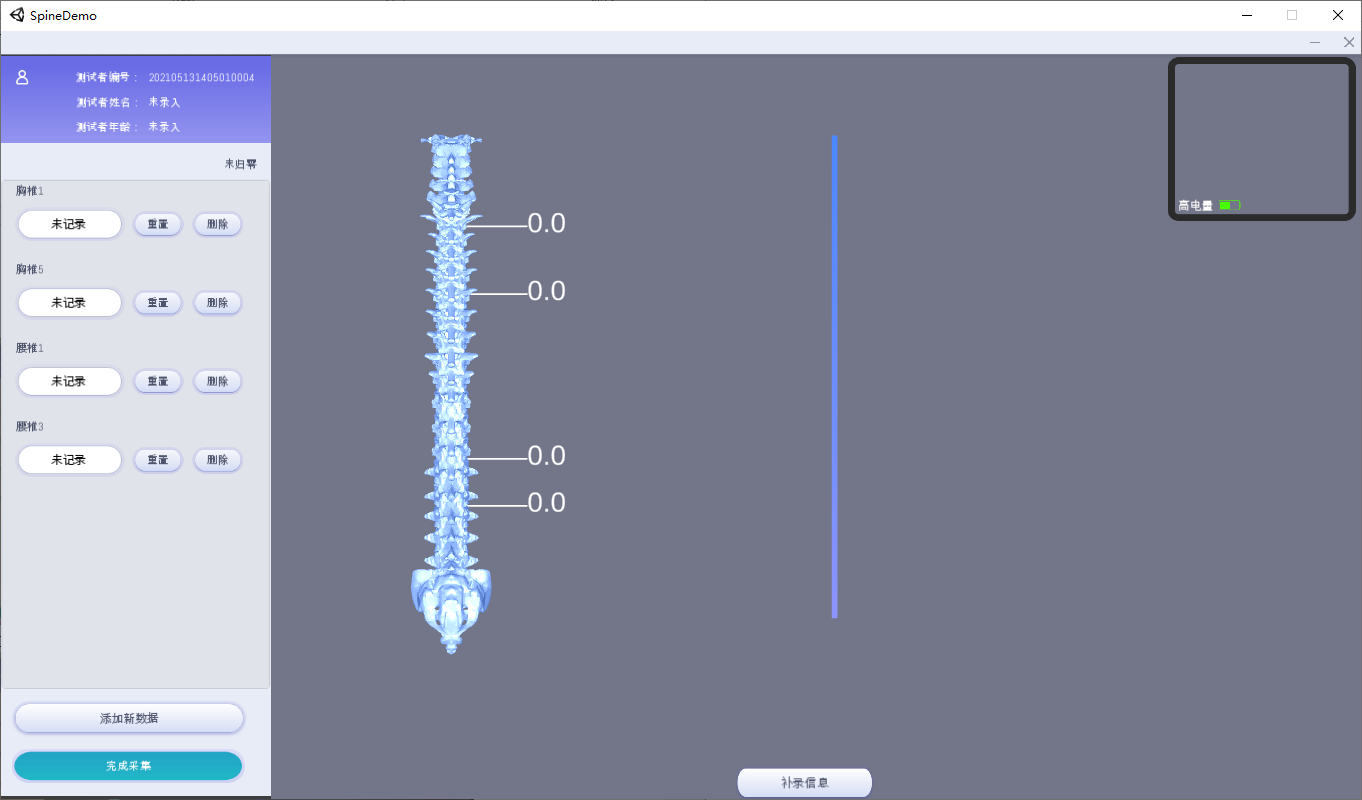 SpineDemo
测试者编号： 202105131405010004
测试者姓名： 未录入
测试者年龄： 未录入
未归零
胸椎1
未记录 重置 删除
胸椎5
未记录 重置 删除
腰椎1
未记录 重置 删除
腰椎3
未记录 重置 删除
添加新数据
完成采集
0.0
0.0
0.0
0.0
高电量
补录信息